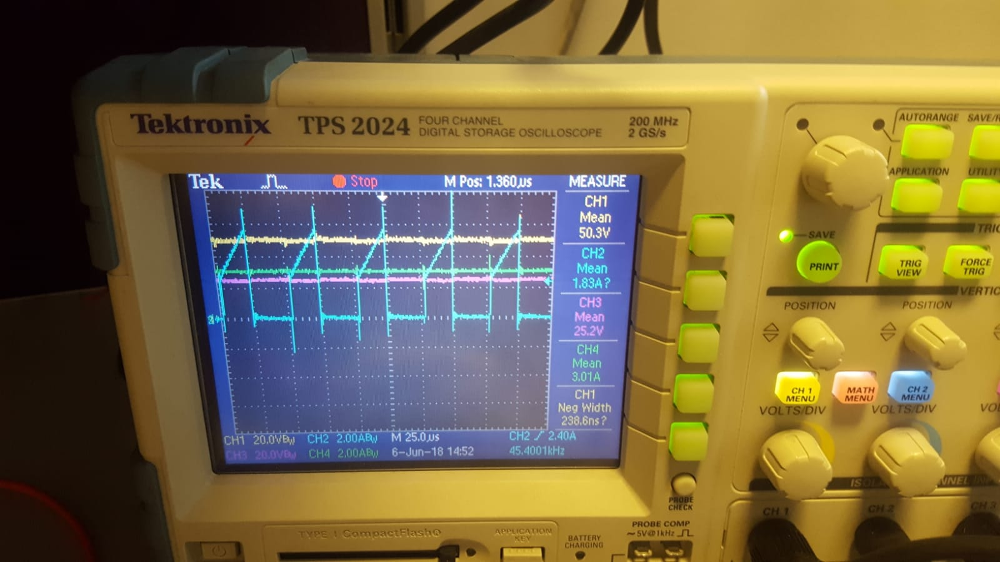 Tektronix TPS 2024 FOUR CHANNEL DIGITAL STORAGE OSCILLOSCOPE
200 MHz
2 GS/s
Tek Stop M Pos: 1.360µs MEASURE
CH1
Mean
50.3V
CH2
Mean
1.83A?
CH3
Mean
25.2V
CH4
Mean
3.01A
CH1
Neg Width
238.6ns?
CH1 20.0VBW CH2 2.00ABW M 25.0µs CH2 2.40A
CH3 20.0VBW CH4 2.00ABW 6-Jun-18 14:52 45.4001kHz
AUTORANGE SAVE/R
APPLICATION UTILIT
SAVE
PRINT
TRIG
VIEW
FORCE
TRIG
VERTIC
POSITION POSITION
CH 1
MENU
MATH
MENU
CH 2
MENU
VOLTS/DIV VOLTS/DIV VO
PROBE
CHECK
CH 1 CH 2 CH 3
PROBE COMP
~5V@1kHz
TYPE I CompactFlash®
APPLICATION
KEY
BATTERY
CHARGING